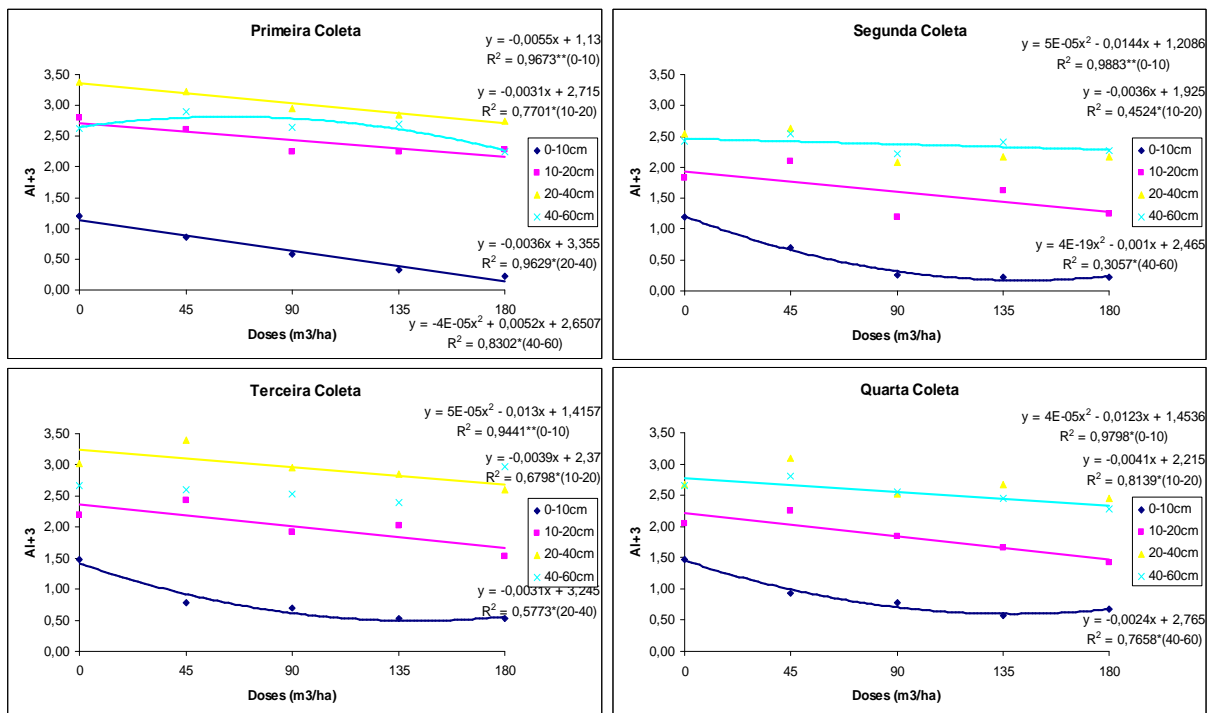 Primeira Coleta
y = -0,0055x + 1,13
R² = 0,9673**(0-10)
y = -0,0031x + 2,715
R² = 0,7701*(10-20)
3,50
3,00
2,50
2,00
1,50
1,00
0,50
0,00
Al+3
0-10cm
10-20cm
20-40cm
40-60cm
y = -0,0036x + 3,355
R² = 0,9629*(20-40)
0 45 90 135 180
Doses (m3/ha)
y = -4E-05x² + 0,0052x + 2,6507
R² = 0,8302*(40-60)
Segunda Coleta
y = 5E-05x² - 0,0144x + 1,2086
R² = 0,9883**(0-10)
y = -0,0036x + 1,925
R² = 0,4524*(10-20)
3,50
3,00
2,50
2,00
1,50
1,00
0,50
0,00
Al+3
0-10cm
10-20cm
20-40cm
40-60cm
y = 4E-19x² - 0,001x + 2,465
R² = 0,3057*(40-60)
0 45 90 135 180
Doses (m3/ha)
Terceira Coleta
y = 5E-05x² - 0,013x + 1,4157
R² = 0,9441**(0-10)
y = -0,0039x + 2,37
R² = 0,6798*(10-20)
3,50
3,00
2,50
2,00
1,50
1,00
0,50
0,00
Al+3
0-10cm
10-20cm
20-40cm
40-60cm
y = -0,0031x + 3,245
R² = 0,5773*(20-40)
0 45 90 135 180
Doses (m3/ha)
Quarta Coleta
y = 4E-05x² - 0,0123x + 1,4536
R² = 0,9798*(0-10)
y = -0,0041x + 2,215
R² = 0,8139*(10-20)
3,50
3,00
2,50
2,00
1,50
1,00
0,50
0,00
Al+3
0-10cm
10-20cm
20-40cm
40-60cm
y = -0,0024x + 2,765
R² = 0,7658*(40-60)
0 45 90 135 180
Doses (m3/ha)